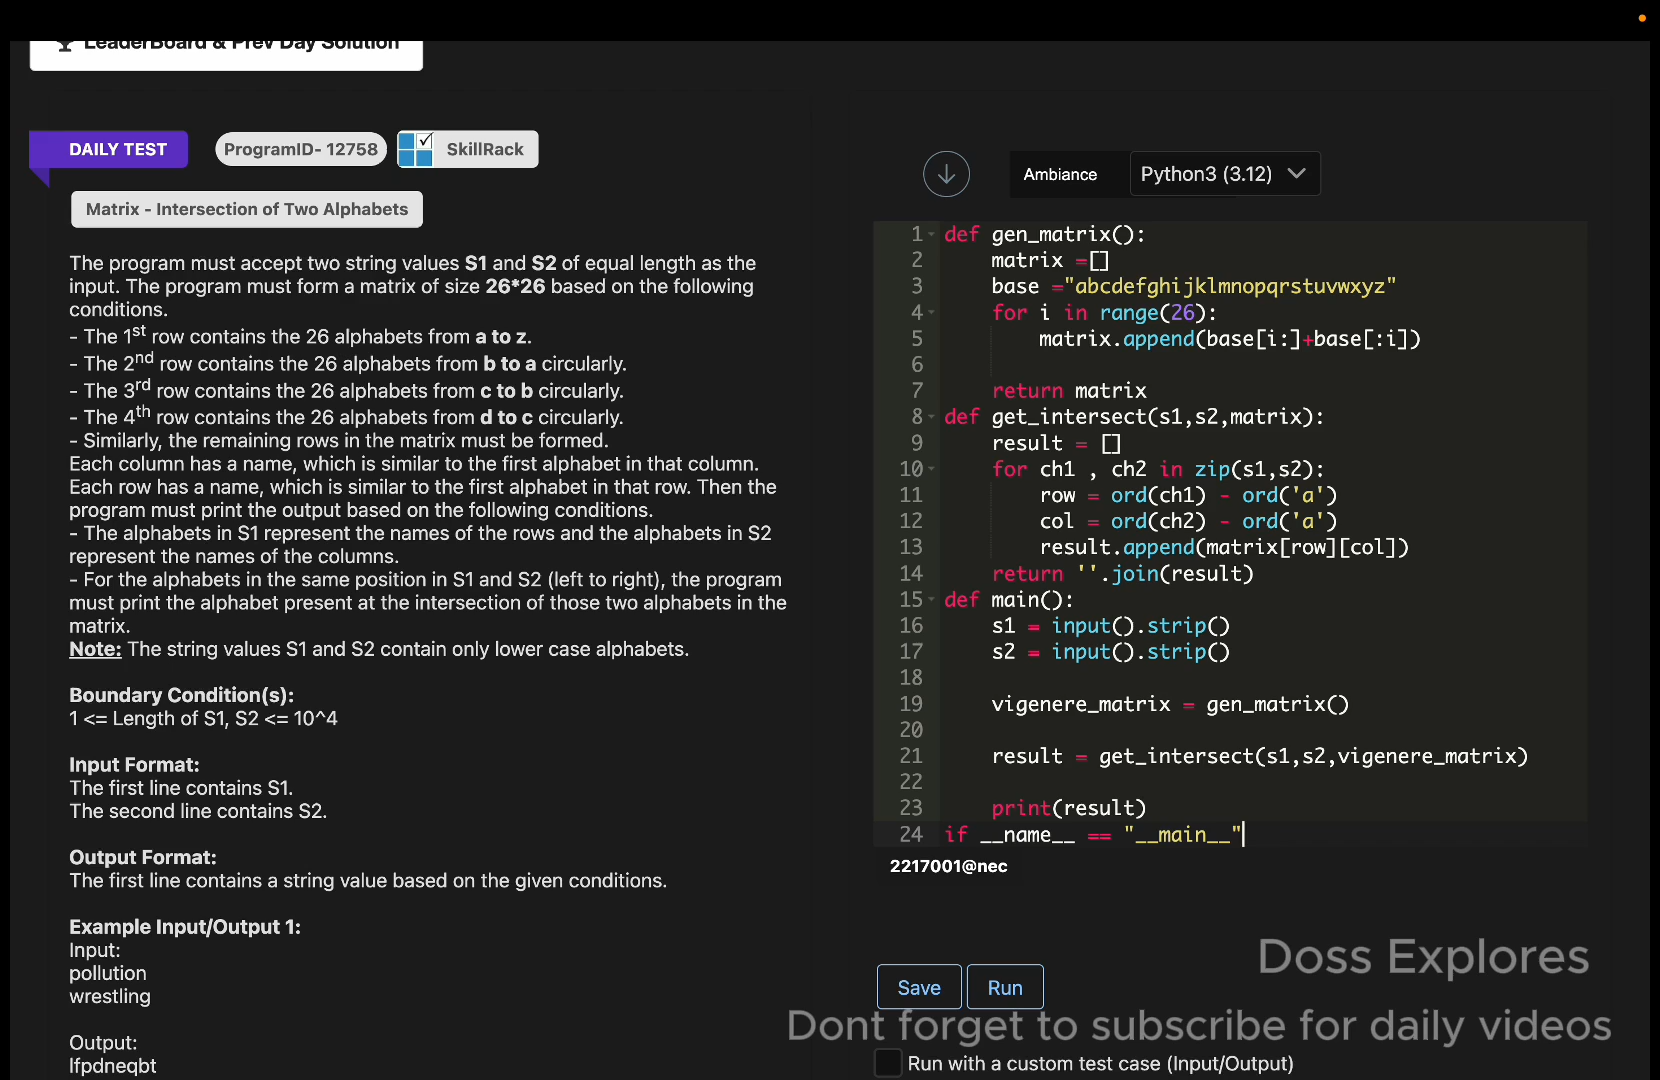 LeaderBoard & Prev Day Solution
DAILY TEST
ProgramID- 12758
SkillRack
Matrix - Intersection of Two Alphabets
The program must accept two string values S1 and S2 of equal length as the
input. The program must form a matrix of size 26*26 based on the following
conditions.
- The 1st row contains the 26 alphabets from a to z.
- The 2nd row contains the 26 alphabets from b to a circularly.
- The 3rd row contains the 26 alphabets from c to b circularly.
- The 4th row contains the 26 alphabets from d to c circularly.
- Similarly, the remaining rows in the matrix must be formed.
Each column has a name, which is similar to the first alphabet in that column.
Each row has a name, which is similar to the first alphabet in that row. Then the
program must print the output based on the following conditions.
- The alphabets in S1 represent the names of the rows and the alphabets in S2
represent the names of the columns.
- For the alphabets in the same position in S1 and S2 (left to right), the program
must print the alphabet present at the intersection of those two alphabets in the
matrix.
Note: The string values S1 and S2 contain only lower case alphabets.
Boundary Condition(s):
1 <= Length of S1, S2 <= 10^4
Input Format:
The first line contains S1.
The second line contains S2.
Output Format:
The first line contains a string value based on the given conditions.
Example Input/Output 1:
Input:
pollution
wrestling
Output:
lfpdneqbt
Ambiance
Python3 (3.12)
1 def gen_matrix():
2 matrix =[]
3 base ="abcdefghijklmnopqrstuvwxyz"
4 for i in range(26):
5 matrix.append(base[i:]+base[:i])
6
7 return matrix
8 def get_intersect(s1,s2,matrix):
9 result = []
10 for ch1 , ch2 in zip(s1,s2):
11 row = ord(ch1) - ord('a')
12 col = ord(ch2) - ord('a')
13 result.append(matrix[row][col])
14 return ''.join(result)
15 def main():
16 s1 = input().strip()
17 s2 = input().strip()
18
19 vigenere_matrix = gen_matrix()
20
21 result = get_intersect(s1,s2,vigenere_matrix)
22
23 print(result)
24 if __name__ == "__main__"
2217001@nec
Doss Explores
Save
Run
Dont forget to subscribe for daily videos
Run with a custom test case (Input/Output)